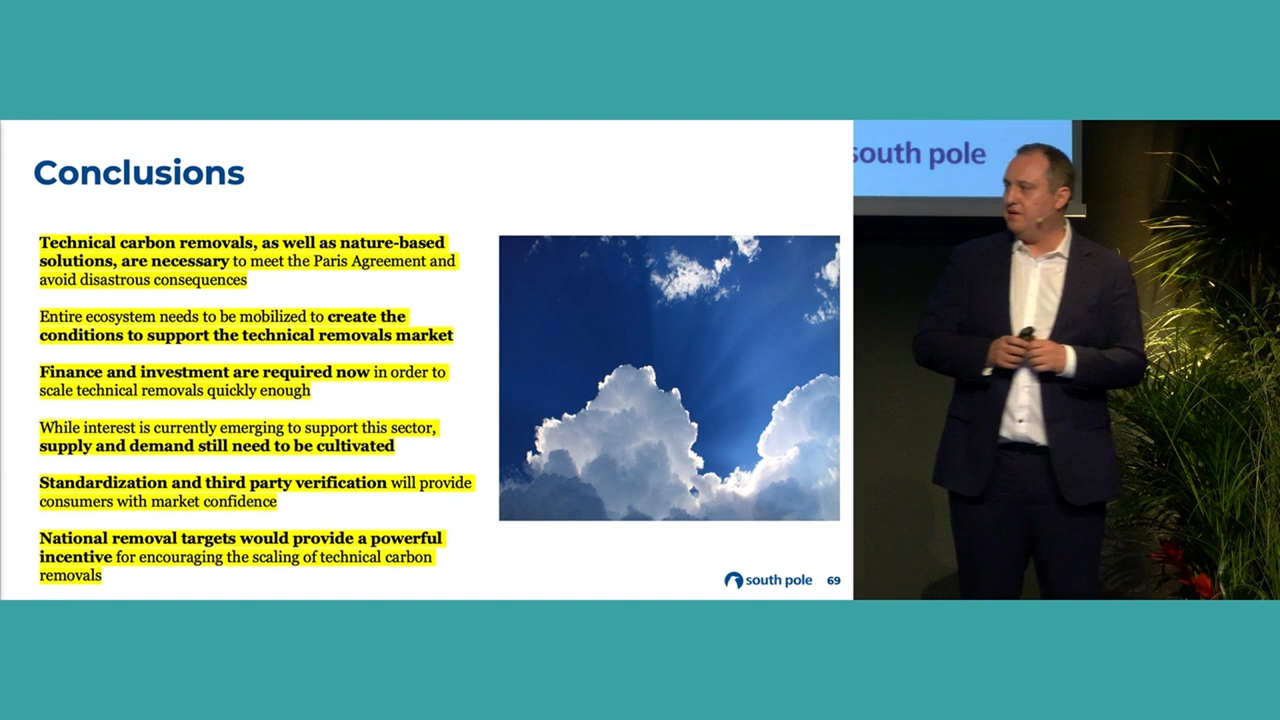 Conclusions
Technical carbon removals, as well as nature-based
solutions, are necessary to meet the Paris Agreement and
avoid disastrous consequences
Entire ecosystem needs to be mobilized to create the
conditions to support the technical removals market
Finance and investment are required now in order to
scale technical removals quickly enough
While interest is currently emerging to support this sector,
supply and demand still need to be cultivated
Standardization and third party verification will provide
consumers with market confidence
National removal targets would provide a powerful
incentive for encouraging the scaling of technical carbon
removals
south pole 69
south pole